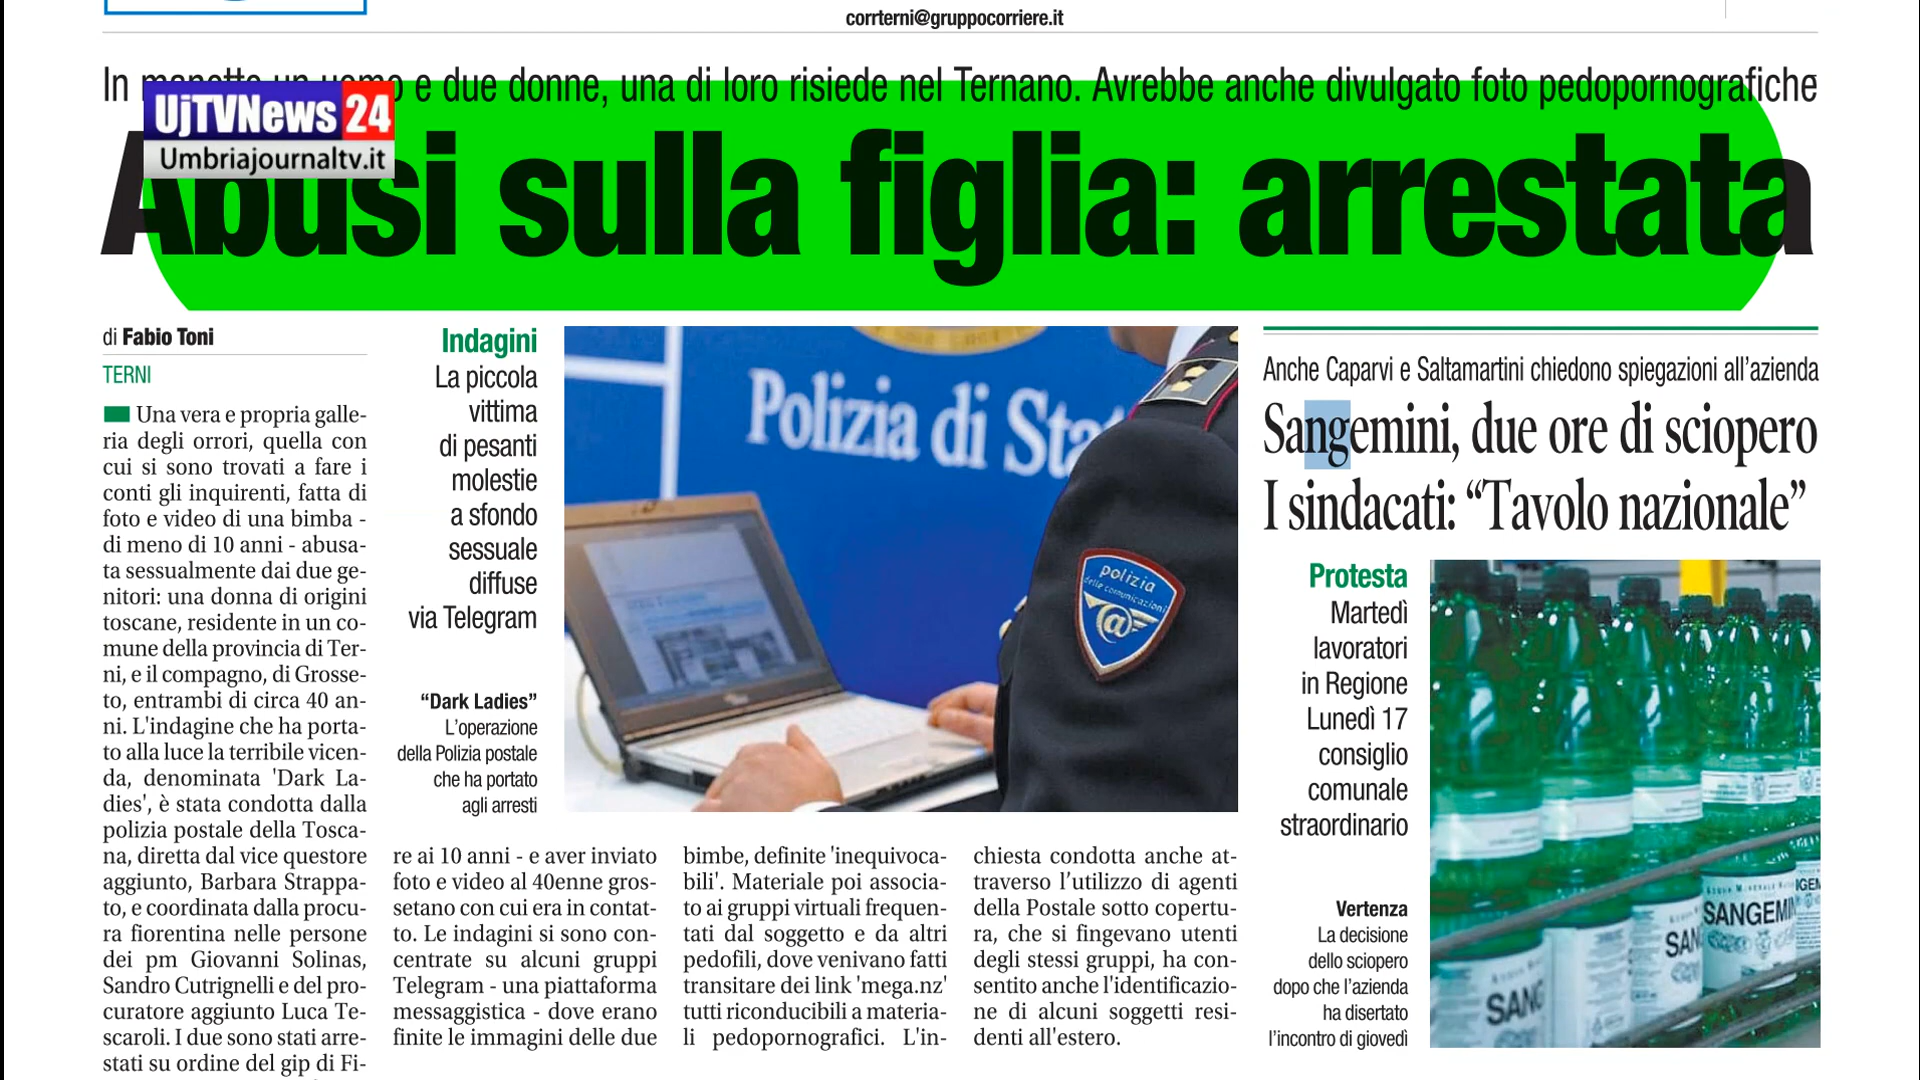 corrterni@gruppocorriere.it
In manette un uomo e due donne, una di loro risiede nel Ternano. Avrebbe anche divulgato foto pedopornografiche
UjTVNews 24
Umbriajournaltv.it
Abusi sulla figlia: arrestata
di Fabio Toni
TERNI
Una vera e propria galle-
ria degli orrori, quella con
cui si sono trovati a fare i
conti gli inquirenti, fatta di
foto e video di una bimba -
di meno di 10 anni - abusa-
ta sessualmente dai due ge-
nitori: una donna di origini
toscane, residente in un co-
mune della provincia di Ter-
ni, e il compagno, di Grosse-
to, entrambi di circa 40 an-
ni. L'indagine che ha porta-
to alla luce la terribile vicen-
da, denominata 'Dark La-
dies', è stata condotta dalla
polizia postale della Tosca-
na, diretta dal vice questore
aggiunto, Barbara Strappa-
to, e coordinata dalla procu-
ra fiorentina nelle persone
dei pm Giovanni Solinas,
Sandro Cutrignelli e del pro-
curatore aggiunto Luca Te-
scaroli. I due sono stati arre-
stati su ordine del gip di Fi-
Indagini
La piccola
vittima
di pesanti
molestie
a sfondo
sessuale
diffuse
via Telegram
“Dark Ladies”
L’operazione
della Polizia postale
che ha portato
agli arresti
Polizia di Sta
polizia
delle comunicazioni
@
re ai 10 anni - e aver inviato
foto e video al 40enne gros-
setano con cui era in contat-
to. Le indagini si sono con-
centrate su alcuni gruppi
Telegram - una piattaforma
messaggistica - dove erano
finite le immagini delle due
bimbe, definite 'inequivoca-
bili'. Materiale poi associa-
to ai gruppi virtuali frequen-
tati dal soggetto e da altri
pedofili, dove venivano fatti
transitare dei link 'mega.nz'
tutti riconducibili a materia-
li pedopornografici. L'in-
chiesta condotta anche at-
traverso l’utilizzo di agenti
della Postale sotto copertu-
ra, che si fingevano utenti
degli stessi gruppi, ha con-
sentito anche l'identificazio-
ne di alcuni soggetti resi-
denti all'estero.
Anche Caparvi e Saltamartini chiedono spiegazioni all’azienda
Sangemini, due ore di sciopero
I sindacati: “Tavolo nazionale”
Protesta
Martedì
lavoratori
in Regione
Lunedì 17
consiglio
comunale
straordinario
Vertenza
La decisione
dello sciopero
dopo che l’azienda
ha disertato
l’incontro di giovedì
SANG
SAN
SANGEMIN
IGEM